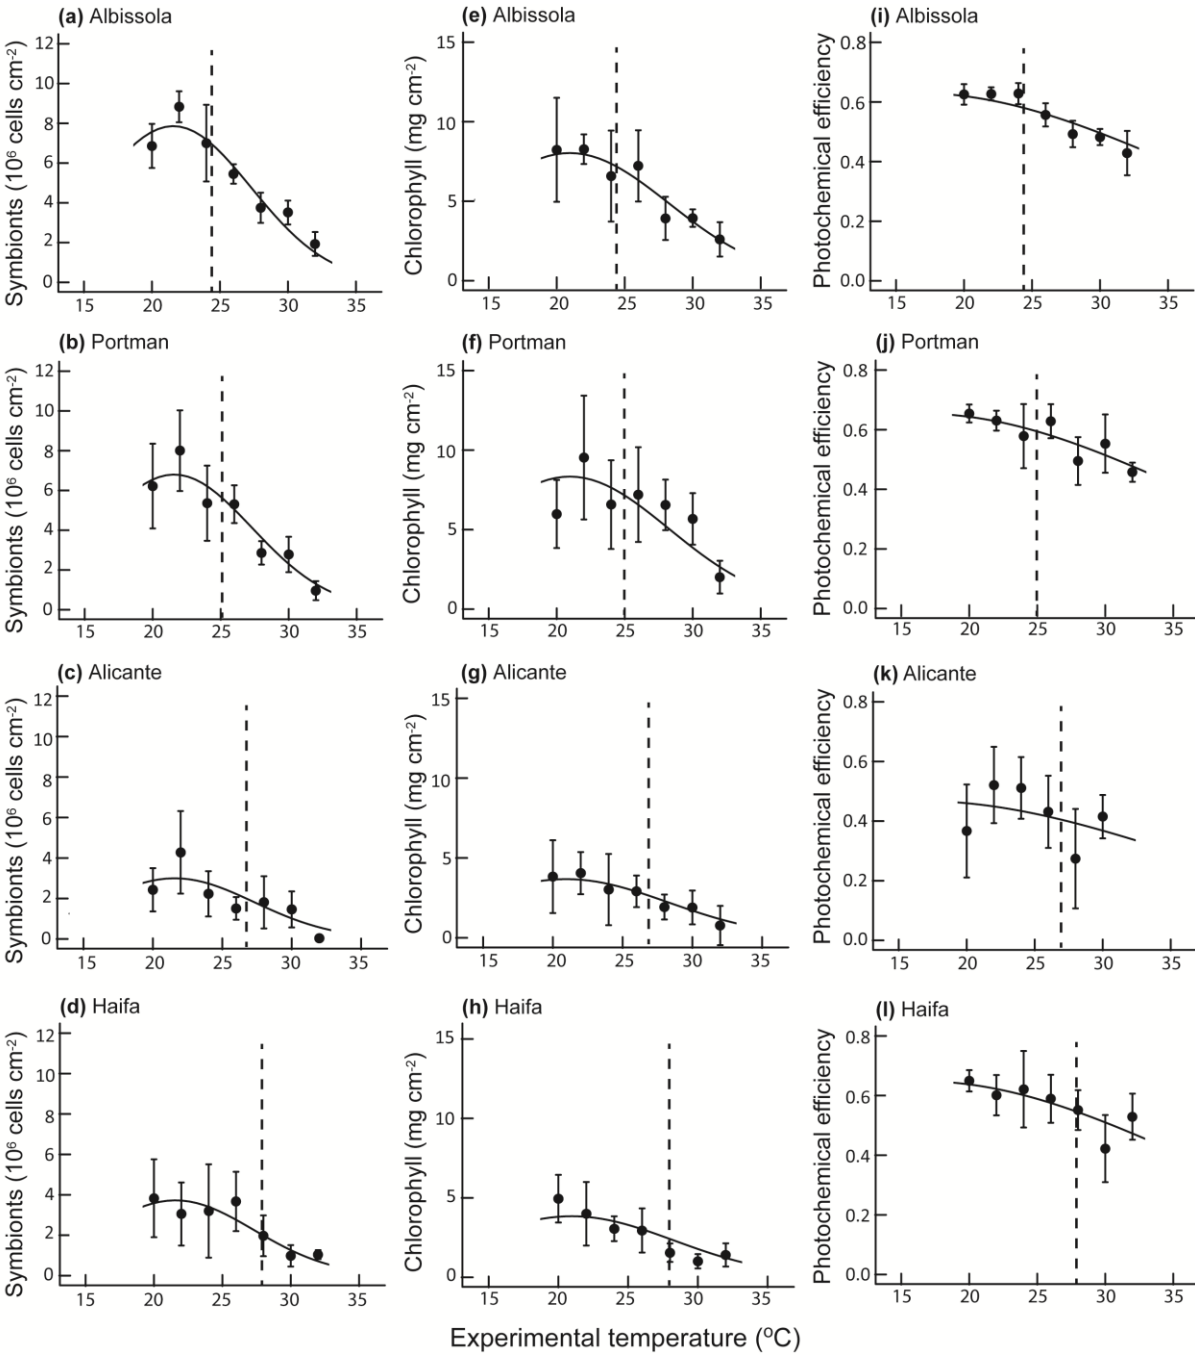 (a) Albissola
(e) Albissola
(i) Albissola
Symbionts (10⁶ cells cm⁻²)
12
10
8
6
4
2
0
15 20 25 30 35
Chlorophyll (mg cm⁻²)
15
10
5
0
15 20 25 30 35
Photochemical efficiency
0.8
0.6
0.4
0.2
0.0
15 20 25 30 35
(b) Portman
(f) Portman
(j) Portman
Symbionts (10⁶ cells cm⁻²)
12
10
8
6
4
2
0
15 20 25 30 35
Chlorophyll (mg cm⁻²)
15
10
5
0
15 20 25 30 35
Photochemical efficiency
0.8
0.6
0.4
0.2
0.0
15 20 25 30 35
(c) Alicante
(g) Alicante
(k) Alicante
Symbionts (10⁶ cells cm⁻²)
12
10
8
6
4
2
0
15 20 25 30 35
Chlorophyll (mg cm⁻²)
15
10
5
0
15 20 25 30 35
Photochemical efficiency
0.8
0.6
0.4
0.2
0.0
15 20 25 30 35
(d) Haifa
(h) Haifa
(l) Haifa
Symbionts (10⁶ cells cm⁻²)
12
10
8
6
4
2
0
15 20 25 30 35
Chlorophyll (mg cm⁻²)
15
10
5
0
15 20 25 30 35
Photochemical efficiency
0.8
0.6
0.4
0.2
0.0
15 20 25 30 35
Experimental temperature (°C)